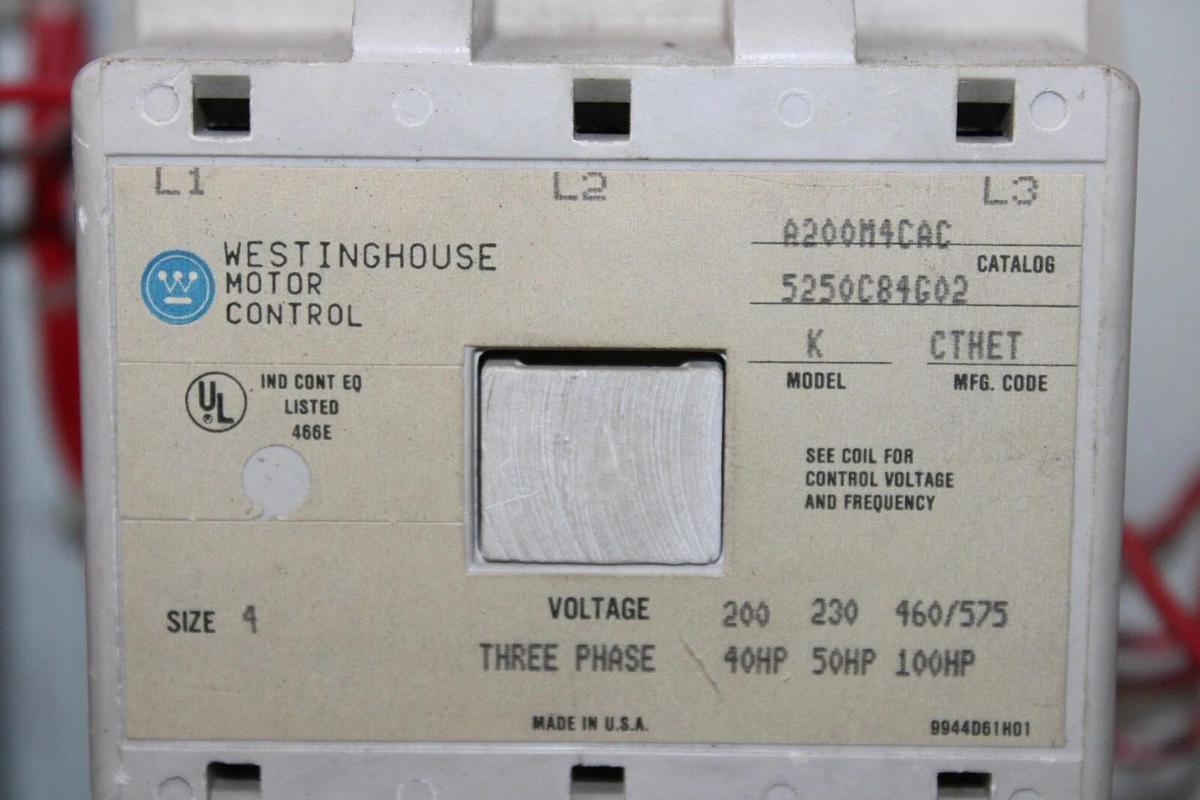 L1 L2 L3
WESTINGHOUSE
MOTOR
CONTROL
A200M4CAC
CATALOG
5250C84G02
K CTHET
MODEL MFG. CODE
UL
®
IND CONT EQ
LISTED
466E
SEE COIL FOR
CONTROL VOLTAGE
AND FREQUENCY
SIZE 4
VOLTAGE 200 230 460/575
THREE PHASE 40HP 50HP 100HP
MADE IN U.S.A.
9944D61H01